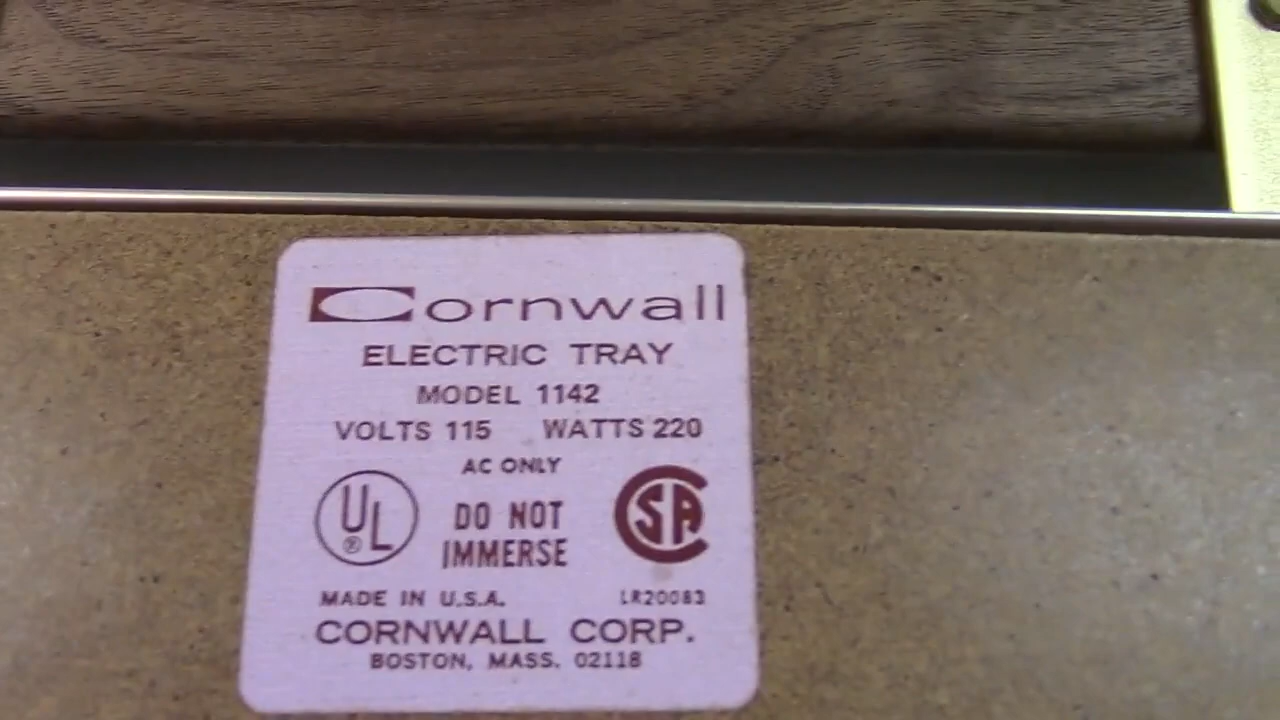 Cornwall
ELECTRIC TRAY
MODEL 1142
VOLTS 115 WATTS 220
AC ONLY
UL® DO NOT IMMERSE CSA
MADE IN U.S.A. LR20083
CORNWALL CORP.
BOSTON, MASS. 02118